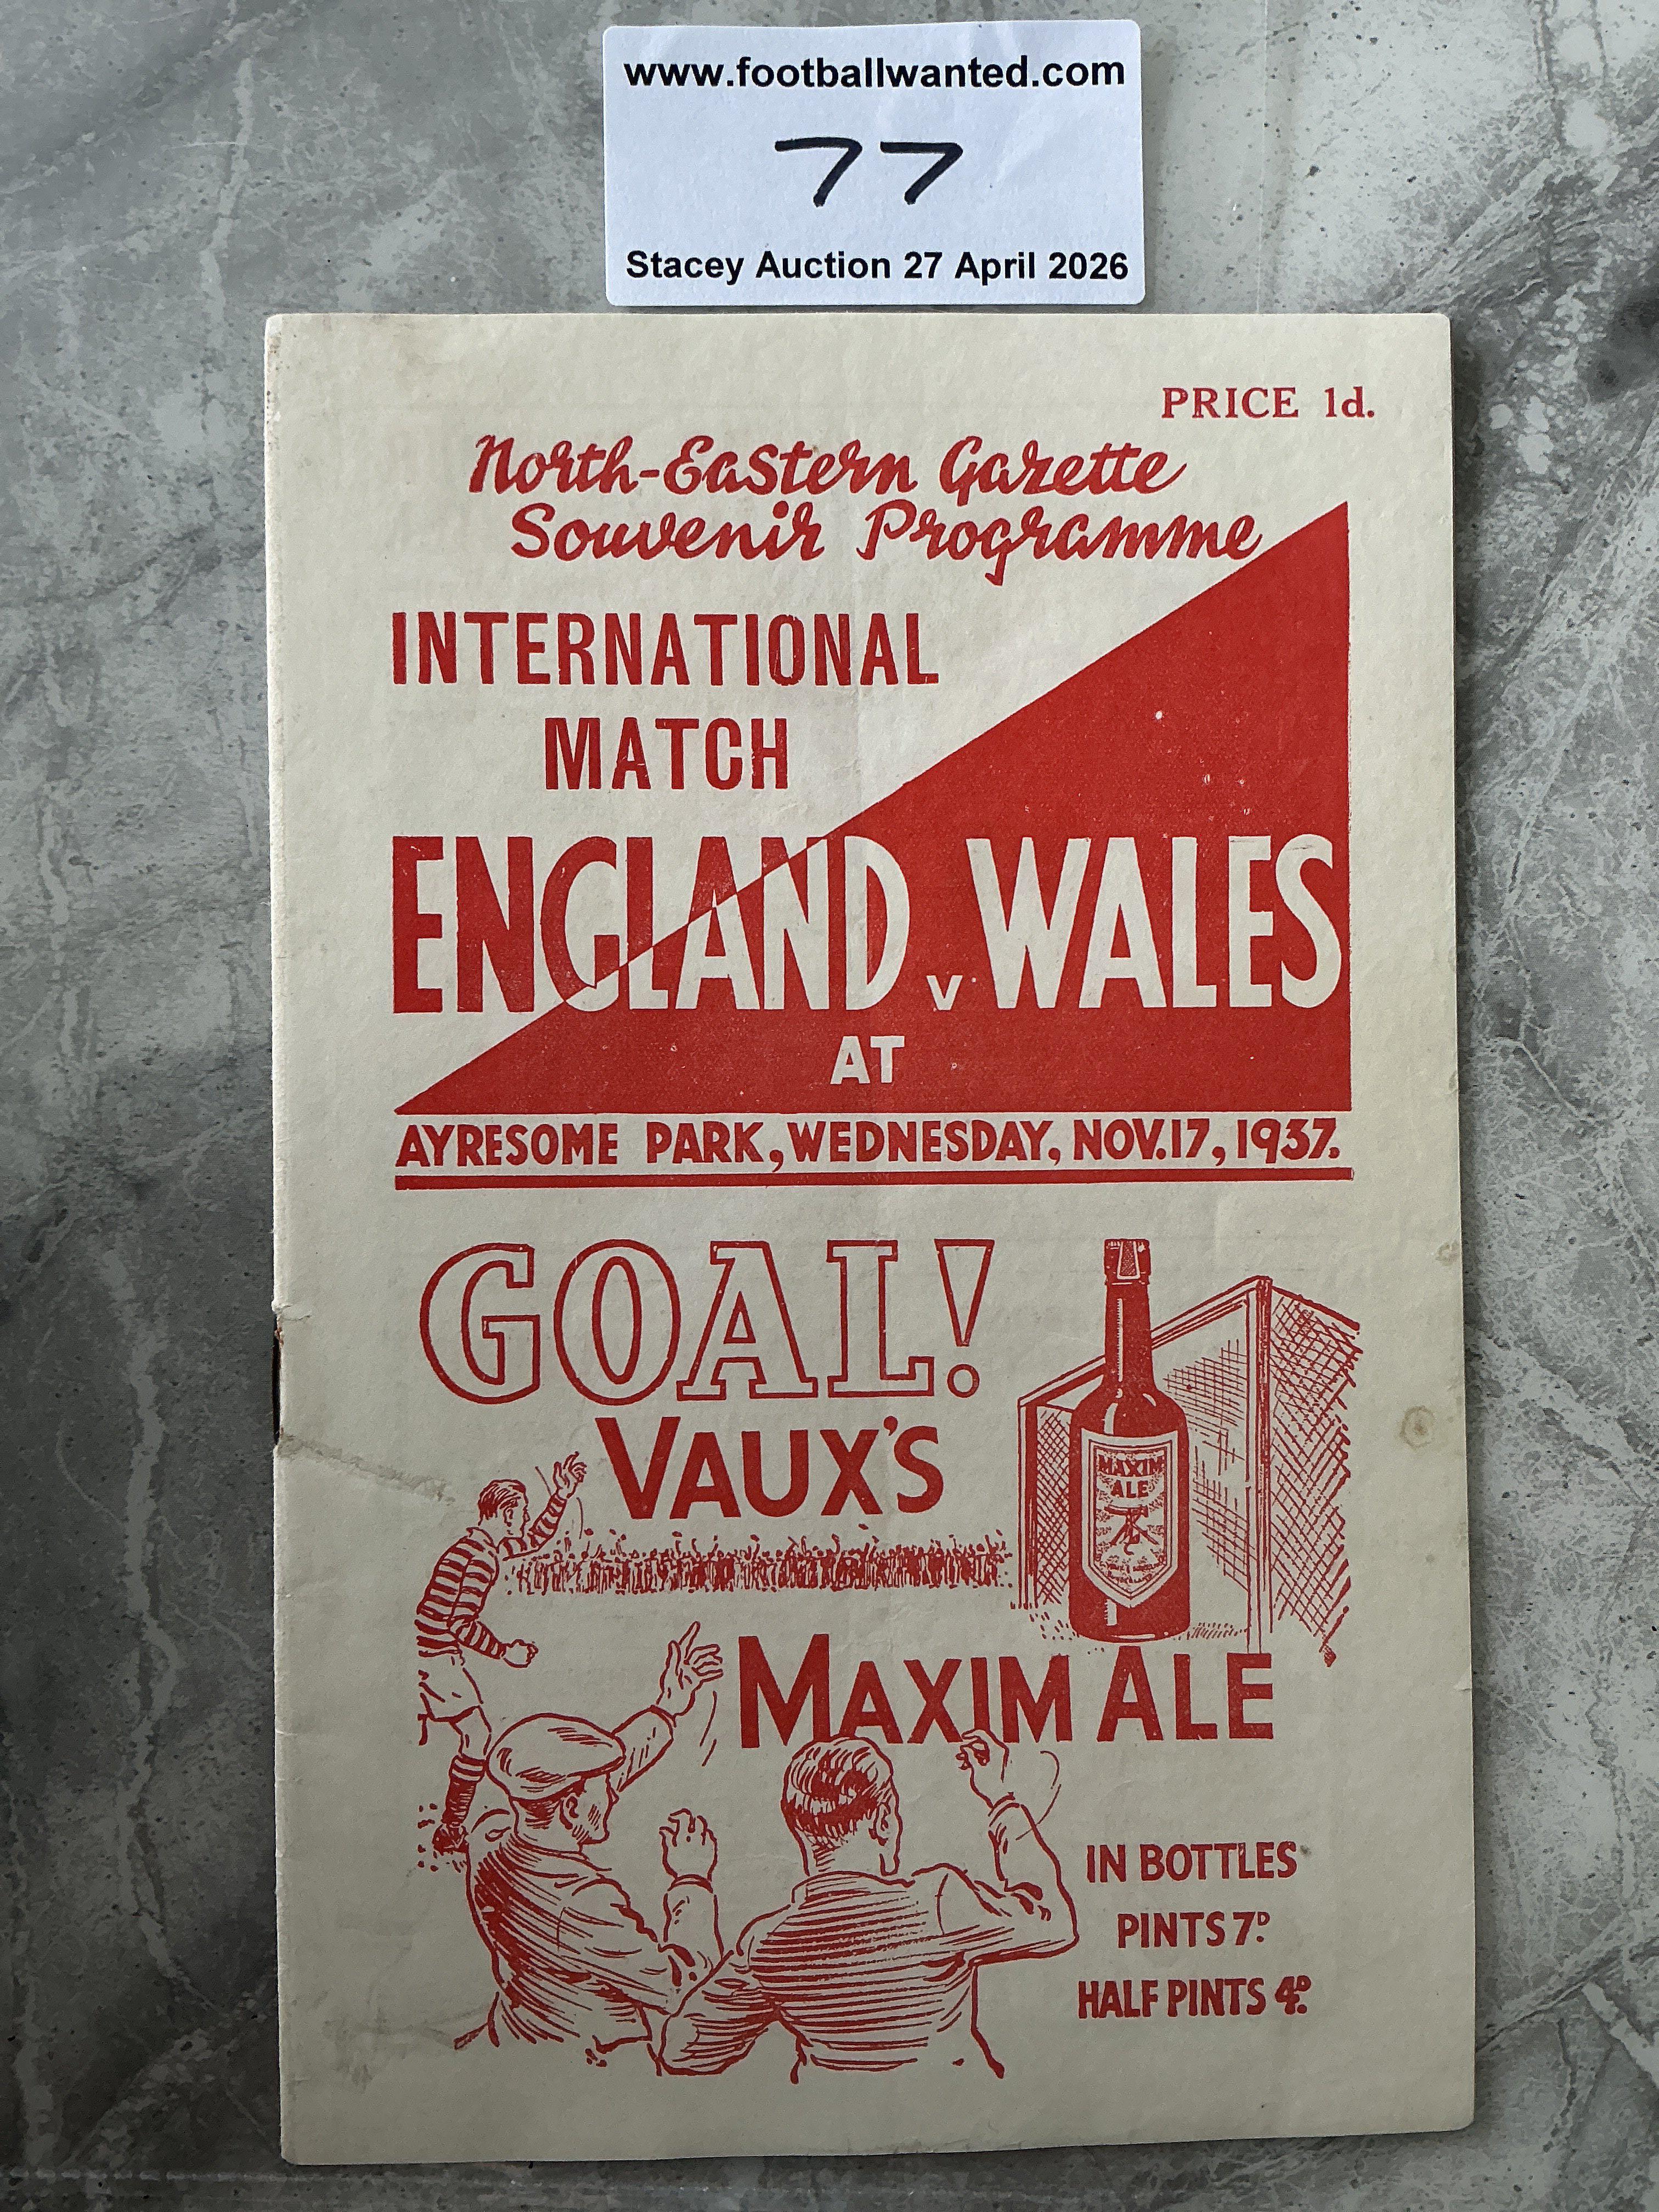 www.footballwanted.com
77
Stacey Auction 27 April 2026
PRICE 1d.
North-Eastern Gazette
Souvenir Programme
INTERNATIONAL
MATCH
ENGLAND v WALES
AT
AYRESOME PARK, WEDNESDAY, NOV. 17, 1937.
GOAL!
VAUX'S
MAXIM
ALE
MAXIM ALE
IN BOTTLES
PINTS 7D.
HALF PINTS 4D.